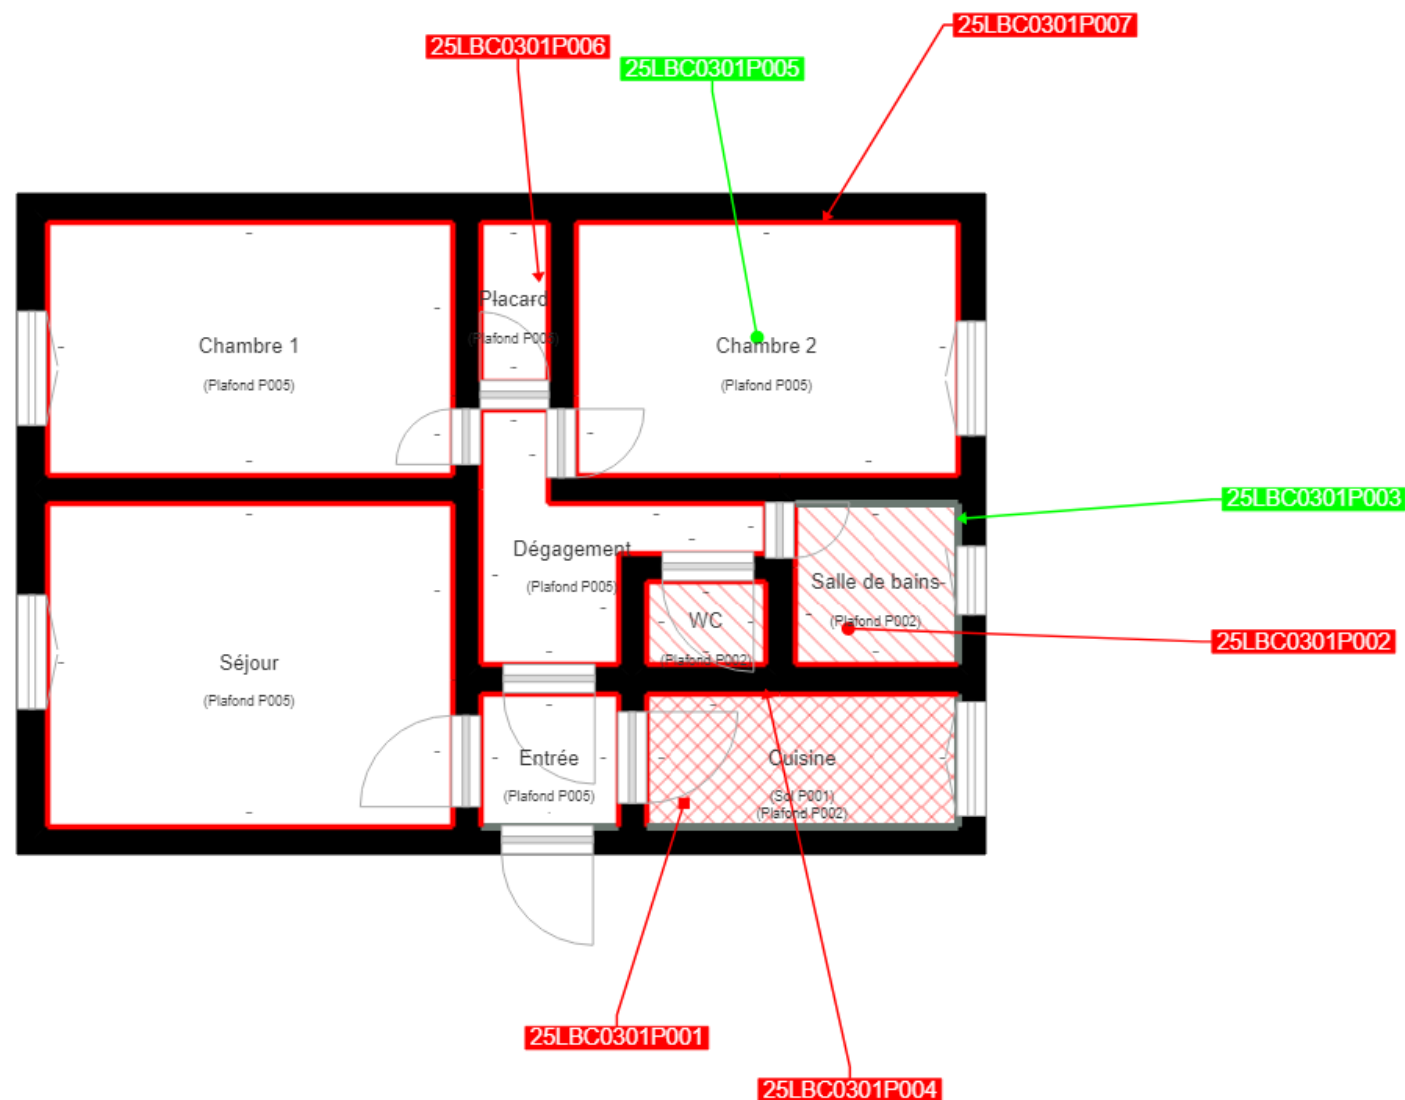 25LBC0301P007
25LBC0301P006
25LBC0301P005
Placard
(Plafond P005)
Chambre 1
(Plafond P005)
Chambre 2
(Plafond P005)
25LBC0301P003
Dégagement
(Plafond P005)
Salle de bains
(Plafond P002)
WC
(Plafond P002)
25LBC0301P002
Séjour
(Plafond P005)
Entrée
(Plafond P005)
Cuisine
(Sol P001)
(Plafond P002)
25LBC0301P001
25LBC0301P004